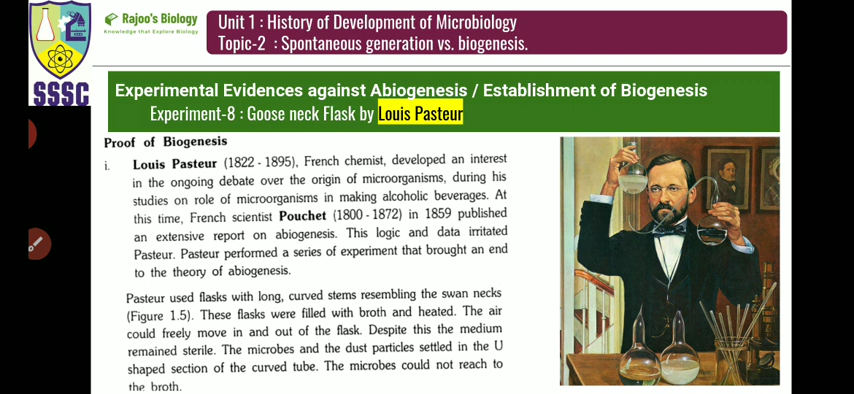 Rajoo's Biology
Knowledge that Explore Biology
SSSC
Unit 1 : History of Development of Microbiology
Topic-2 : Spontaneous generation vs. biogenesis.
Experimental Evidences against Abiogenesis / Establishment of Biogenesis
Experiment-8 : Goose neck Flask by Louis Pasteur
Proof of Biogenesis
i. Louis Pasteur (1822 - 1895), French chemist, developed an interest
in the ongoing debate over the origin of microorganisms, during his
studies on role of microorganisms in making alcoholic beverages. At
this time, French scientist Pouchet (1800 - 1872) in 1859 published
an extensive report on abiogenesis. This logic and data irritated
Pasteur. Pasteur performed a series of experiment that brought an end
to the theory of abiogenesis.
Pasteur used flasks with long, curved stems resembling the swan necks
(Figure 1.5). These flasks were filled with broth and heated. The air
could freely move in and out of the flask. Despite this the medium
remained sterile. The microbes and the dust particles settled in the U
shaped section of the curved tube. The microbes could not reach to
the broth.